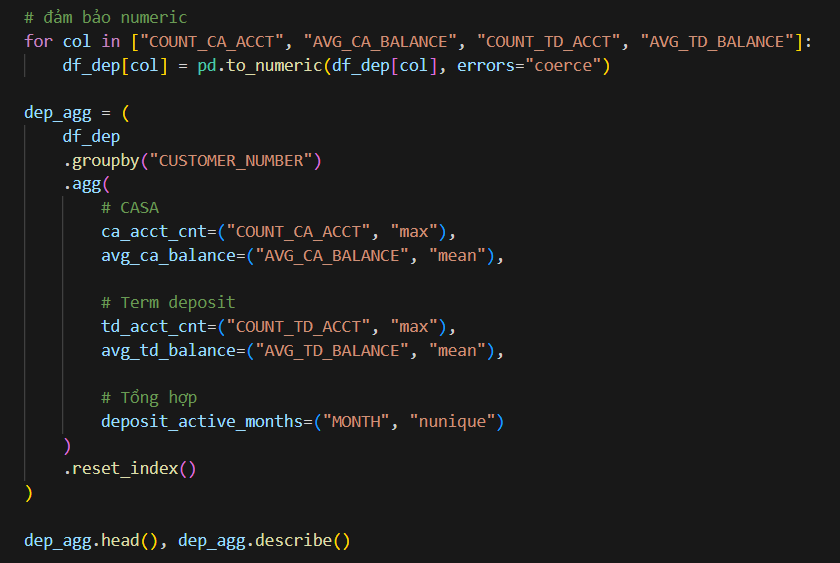 # đảm bảo numeric
for col in ["COUNT_CA_ACCT", "AVG_CA_BALANCE", "COUNT_TD_ACCT", "AVG_TD_BALANCE"]:
    df_dep[col] = pd.to_numeric(df_dep[col], errors="coerce")

dep_agg = (
    df_dep
    .groupby("CUSTOMER_NUMBER")
    .agg(
        # CASA
        ca_acct_cnt=("COUNT_CA_ACCT", "max"),
        avg_ca_balance=("AVG_CA_BALANCE", "mean"),

        # Term deposit
        td_acct_cnt=("COUNT_TD_ACCT", "max"),
        avg_td_balance=("AVG_TD_BALANCE", "mean"),

        # Tổng hợp
        deposit_active_months=("MONTH", "nunique")
    )
    .reset_index()
)

dep_agg.head(), dep_agg.describe()